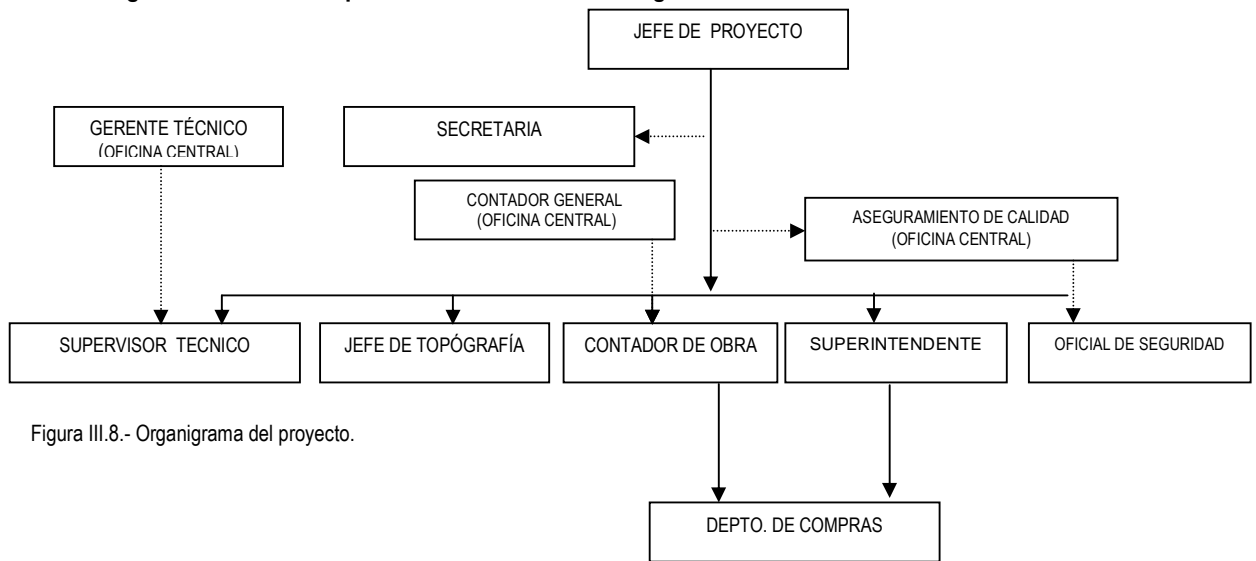 JEFE DE PROYECTO
GERENTE TÉCNICO
(OFICINA CENTRAL)
SECRETARIA
CONTADOR GENERAL
(OFICINA CENTRAL)
ASEGURAMIENTO DE CALIDAD
(OFICINA CENTRAL)
SUPERVISOR TECNICO
JEFE DE TOPÓGRAFÍA
CONTADOR DE OBRA
SUPERINTENDENTE
OFICIAL DE SEGURIDAD
Figura III.8.- Organigrama del proyecto.
DEPTO. DE COMPRAS